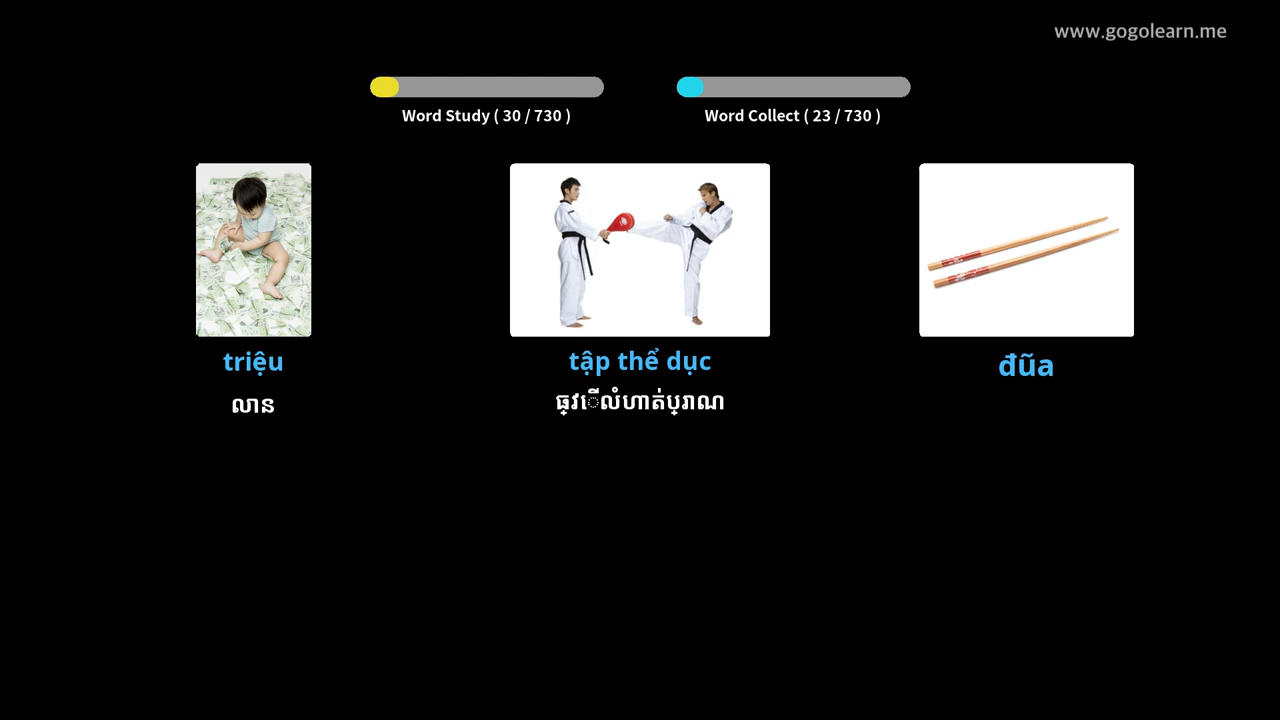 www.gogolearn.me
Word Study ( 30 / 730 )
Word Collect ( 23 / 730 )
triệu
លាន
tập thể dục
ធ្វើលំហាត់ប្រាណ
đũa